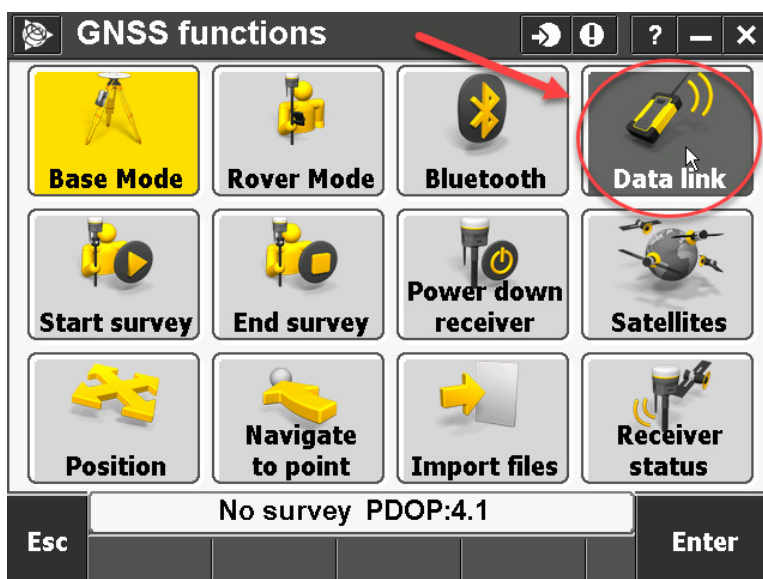 GNSS functions ? — ×
Base Mode
Rover Mode
Bluetooth
Data link
Start survey
End survey
Power down
receiver
Satellites
Position
Navigate
to point
Import files
Receiver
status
No survey PDOP:4.1
Esc
Enter